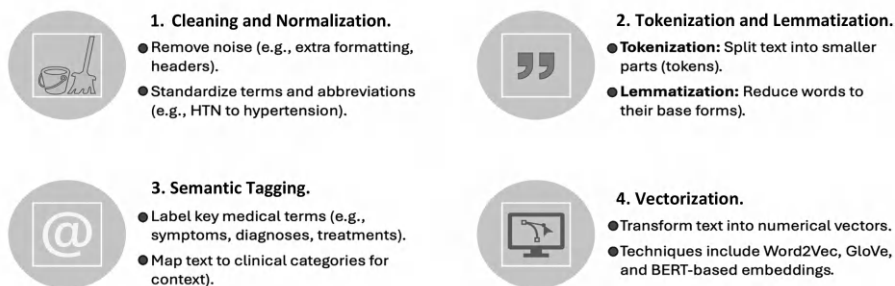 1. Cleaning and Normalization.
Remove noise (e.g., extra formatting,
headers).
Standardize terms and abbreviations
(e.g., HTN to hypertension).
2. Tokenization and Lemmatization.
Tokenization: Split text into smaller
parts (tokens).
Lemmatization: Reduce words to
their base forms).
3. Semantic Tagging.
Label key medical terms (e.g.,
symptoms, diagnoses, treatments).
Map text to clinical categories for
context).
4. Vectorization.
Transform text into numerical vectors.
Techniques include Word2Vec, GloVe,
and BERT-based embeddings.